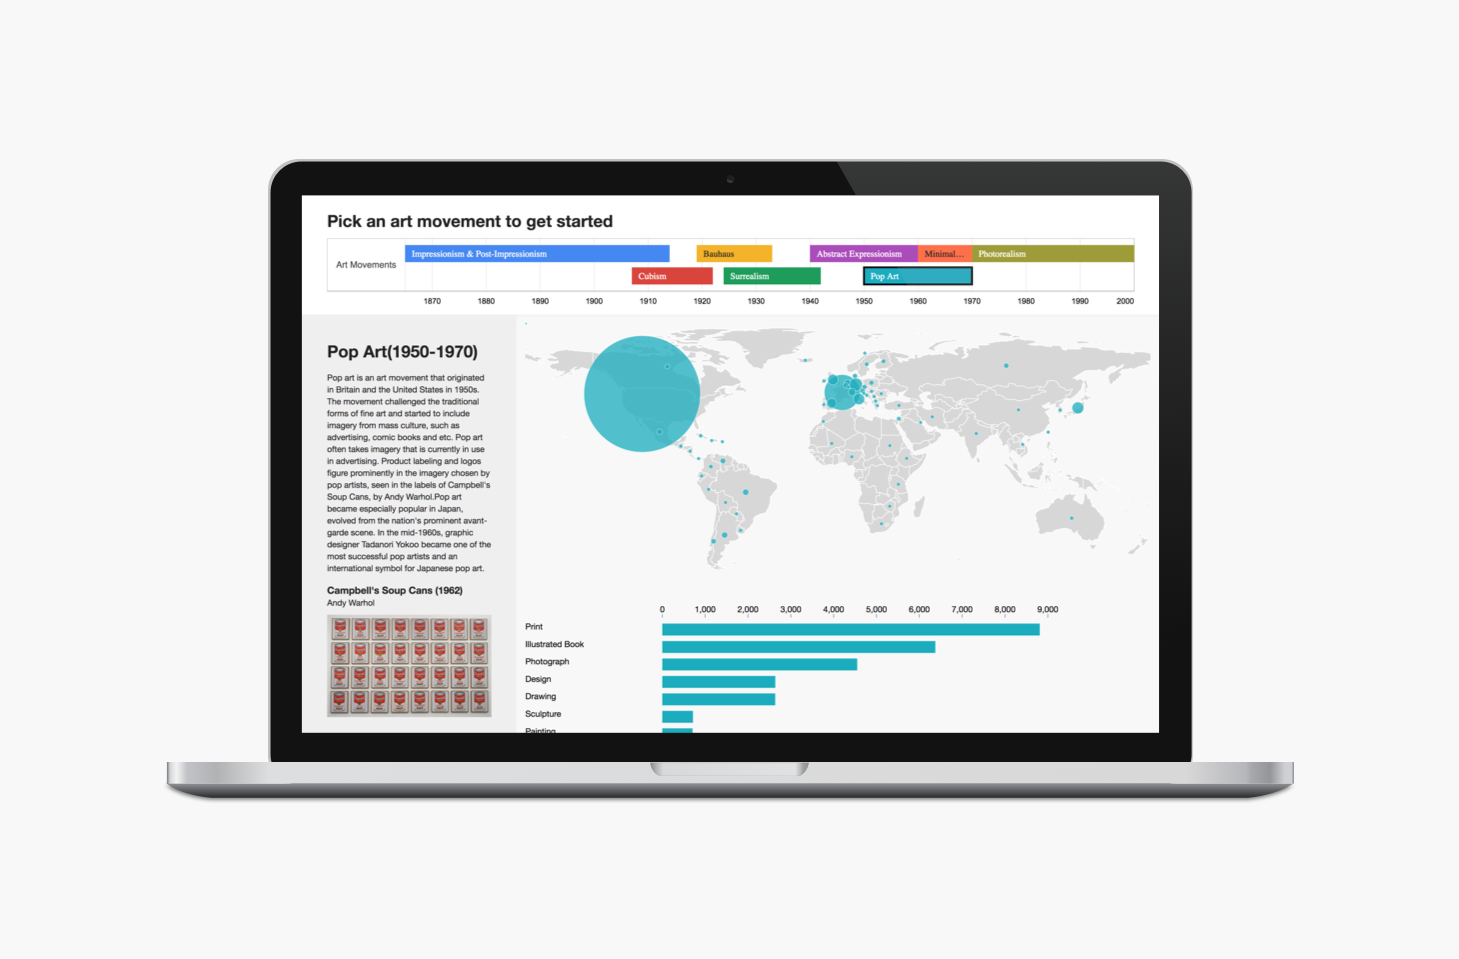 Pick an art movement to get started
Art Movements
Impressionism & Post-Impressionism
Bauhaus
Abstract Expressionism
Minimal...
Photorealism
Cubism
Surrealism
Pop Art
1870 1880 1890 1900 1910 1920 1930 1940 1950 1960 1970 1980 1990 2000
Pop Art(1950-1970)
Pop art is an art movement that originated
in Britain and the United States in 1950s.
The movement challenged the traditional
forms of fine art and started to include
imagery from mass culture, such as
advertising, comic books and etc. Pop art
often takes imagery that is currently in use
in advertising. Product labeling and logos
figure prominently in the imagery chosen by
pop artists, seen in the labels of Campbell's
Soup Cans, by Andy Warhol.Pop art
became especially popular in Japan,
evolved from the nation's prominent avant-
garde scene. In the mid-1960s, graphic
designer Tadanori Yokoo became one of the
most successful pop artists and an
international symbol for Japanese pop art.
Campbell's Soup Cans (1962)
Andy Warhol
0 1,000 2,000 3,000 4,000 5,000 6,000 7,000 8,000 9,000
Print
Illustrated Book
Photograph
Design
Drawing
Sculpture
Painting